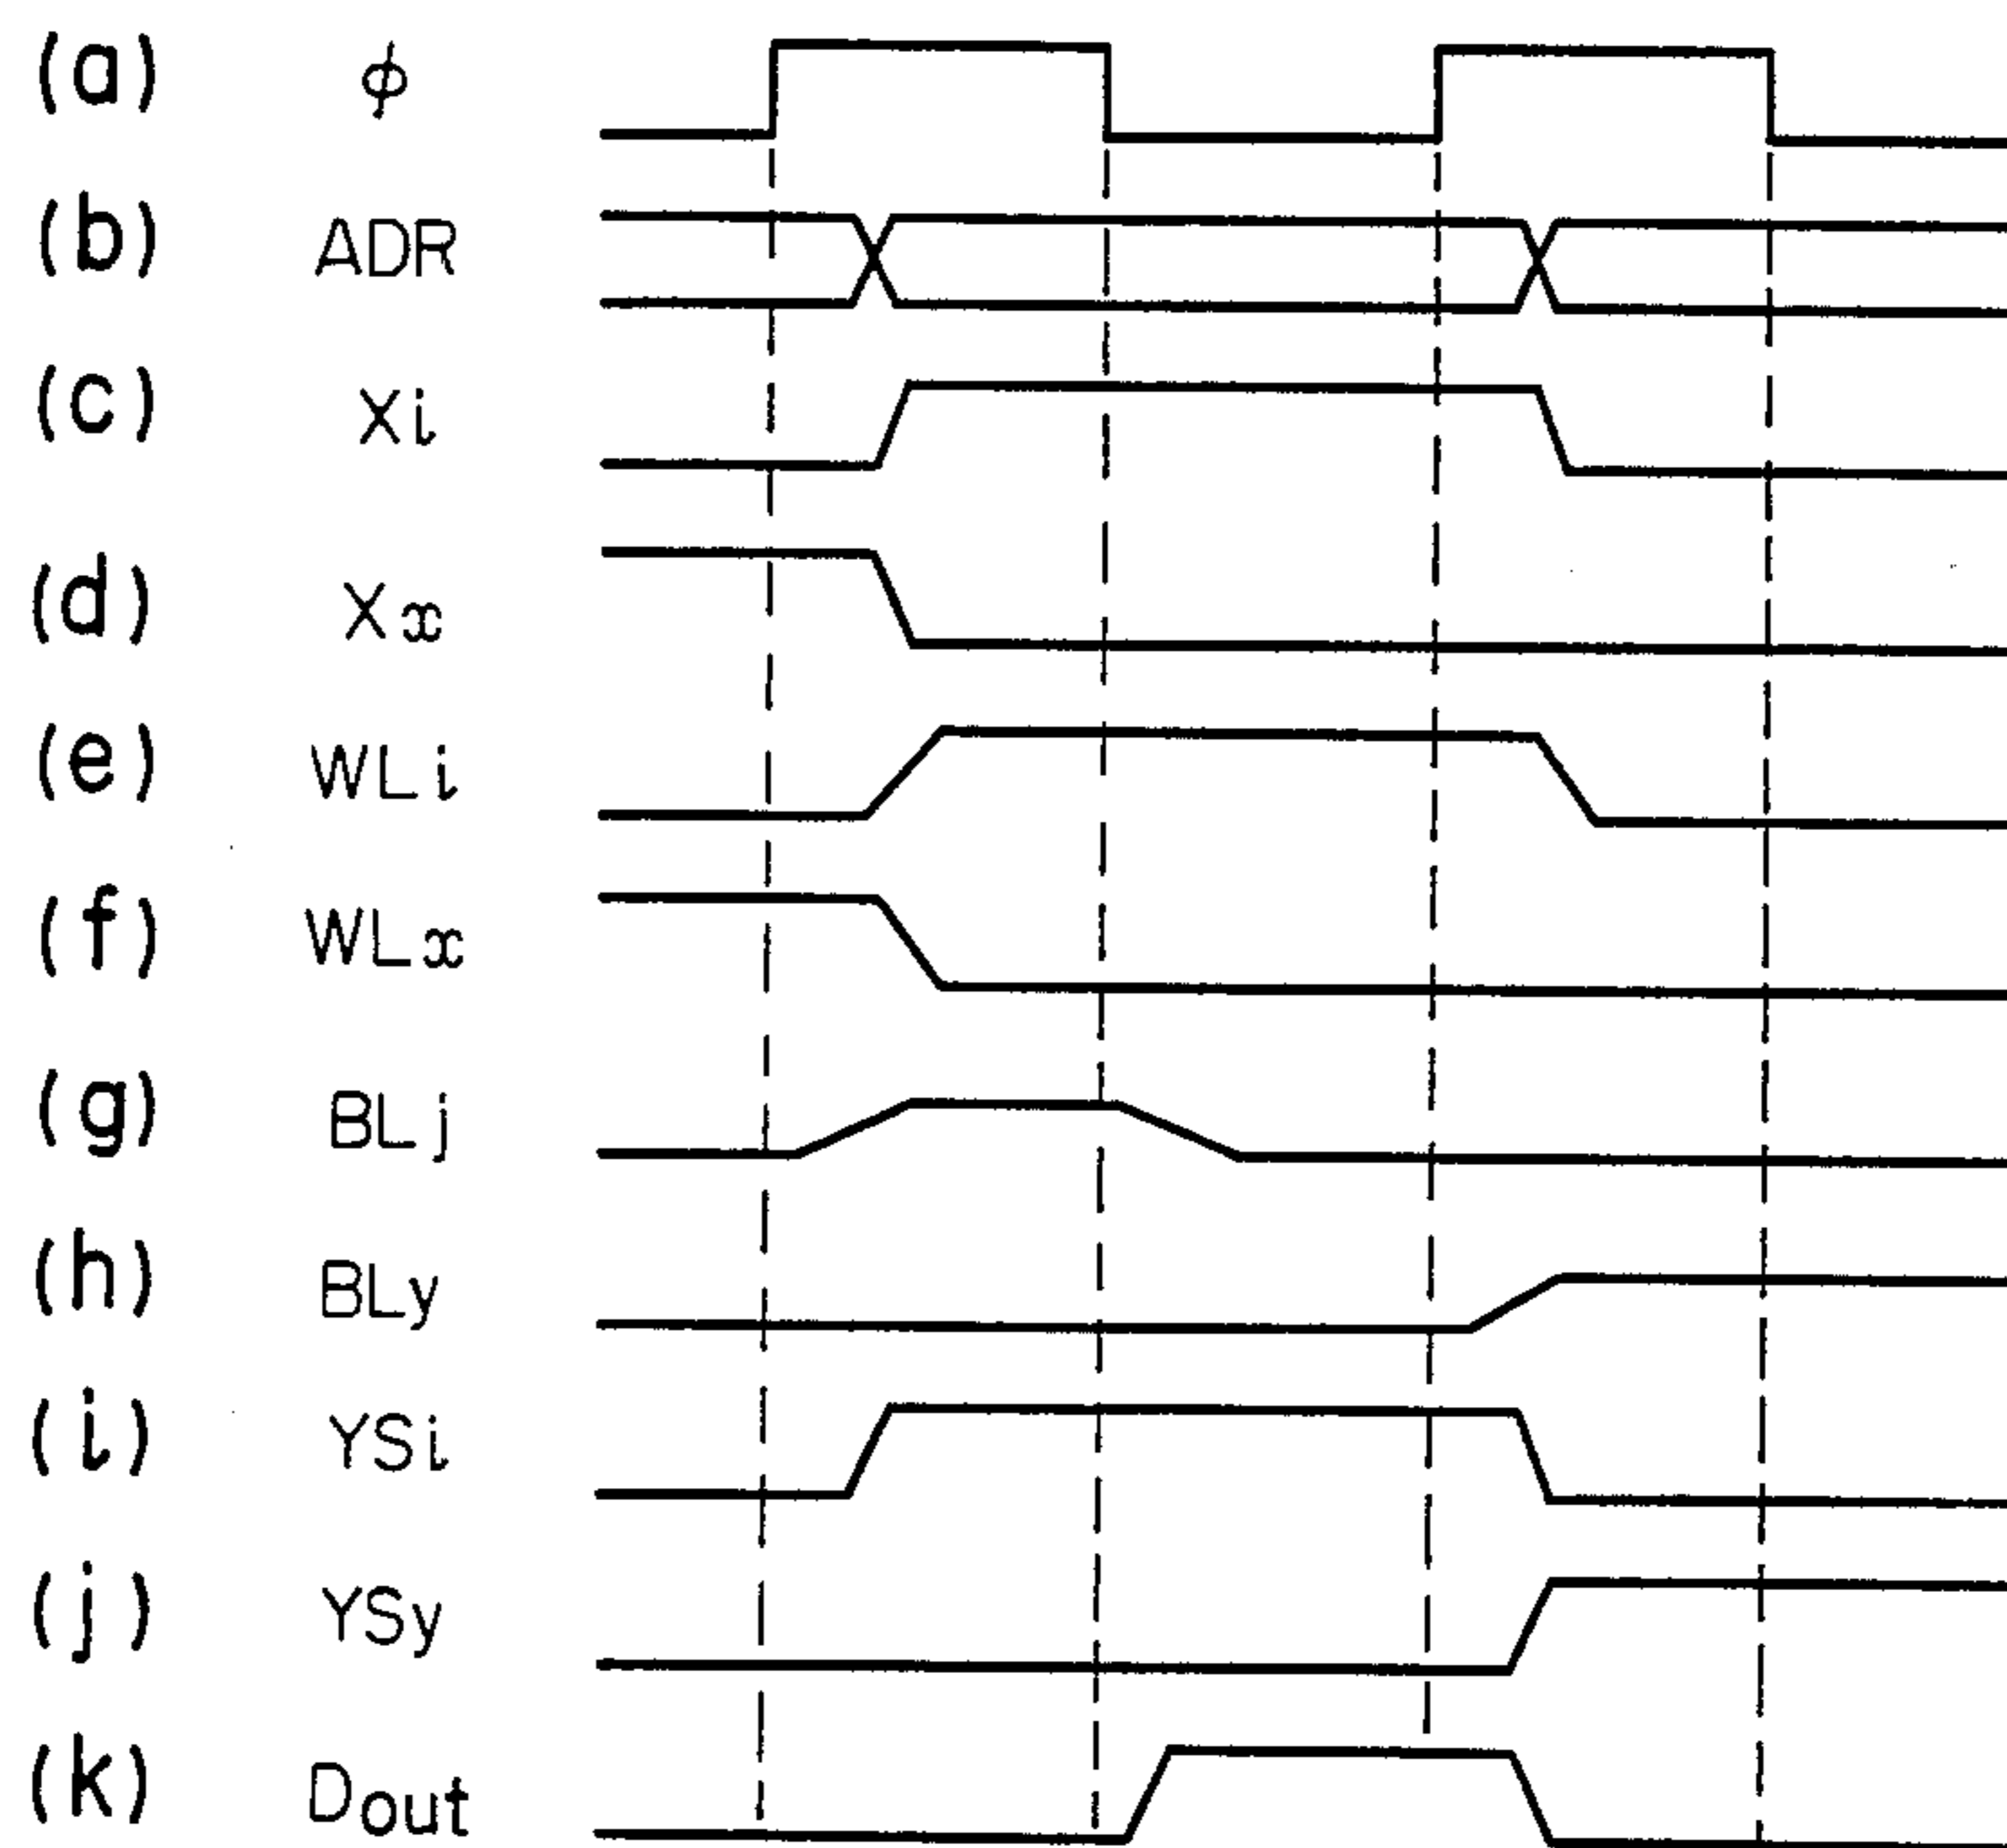 (a) ϕ
(b) ADR
(c) Xi
(d) Xx
(e) WLi
(f) WLx
(g) BLj
(h) BLy
(i) YSi
(j) YSy
(k) Dout